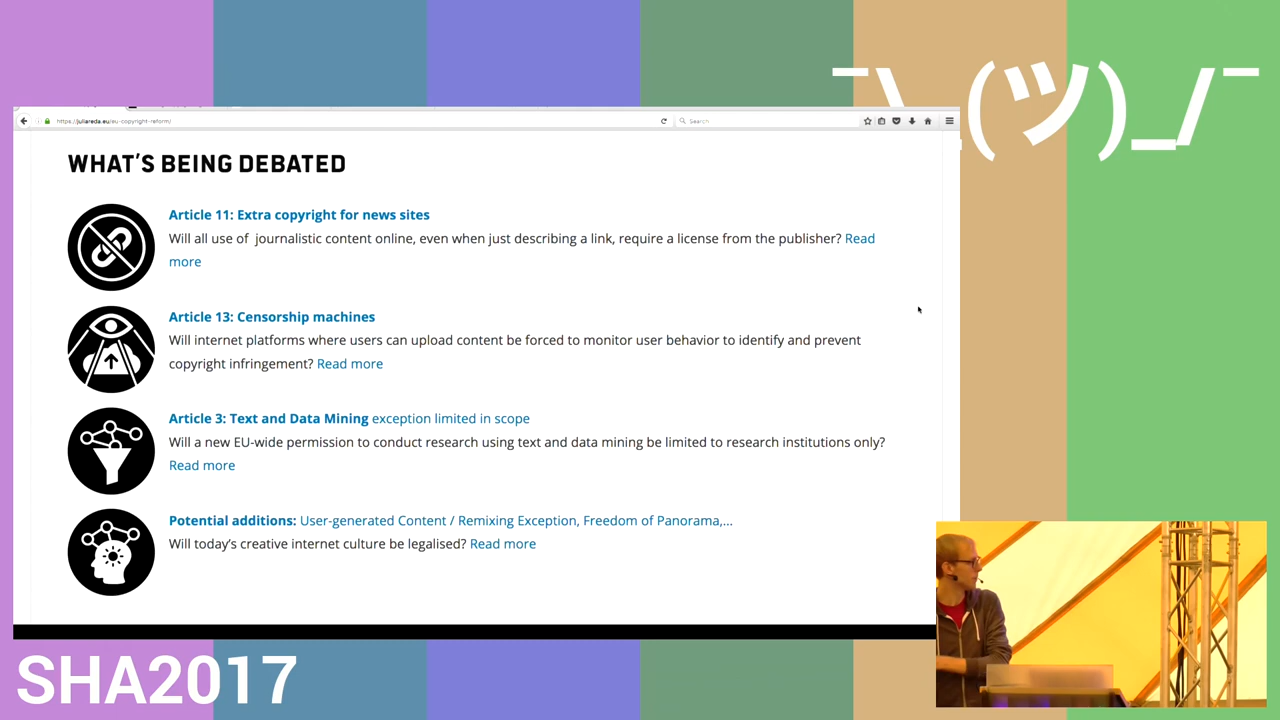 ¯\_(ツ)_/¯
https://juliareda.eu/eu-copyright-reform/
Search
WHAT'S BEING DEBATED
Article 11: Extra copyright for news sites
Will all use of journalistic content online, even when just describing a link, require a license from the publisher? Read
more
Article 13: Censorship machines
Will internet platforms where users can upload content be forced to monitor user behavior to identify and prevent
copyright infringement? Read more
Article 3: Text and Data Mining exception limited in scope
Will a new EU-wide permission to conduct research using text and data mining be limited to research institutions only?
Read more
Potential additions: User-generated Content / Remixing Exception, Freedom of Panorama,...
Will today's creative internet culture be legalised? Read more
SHA2017